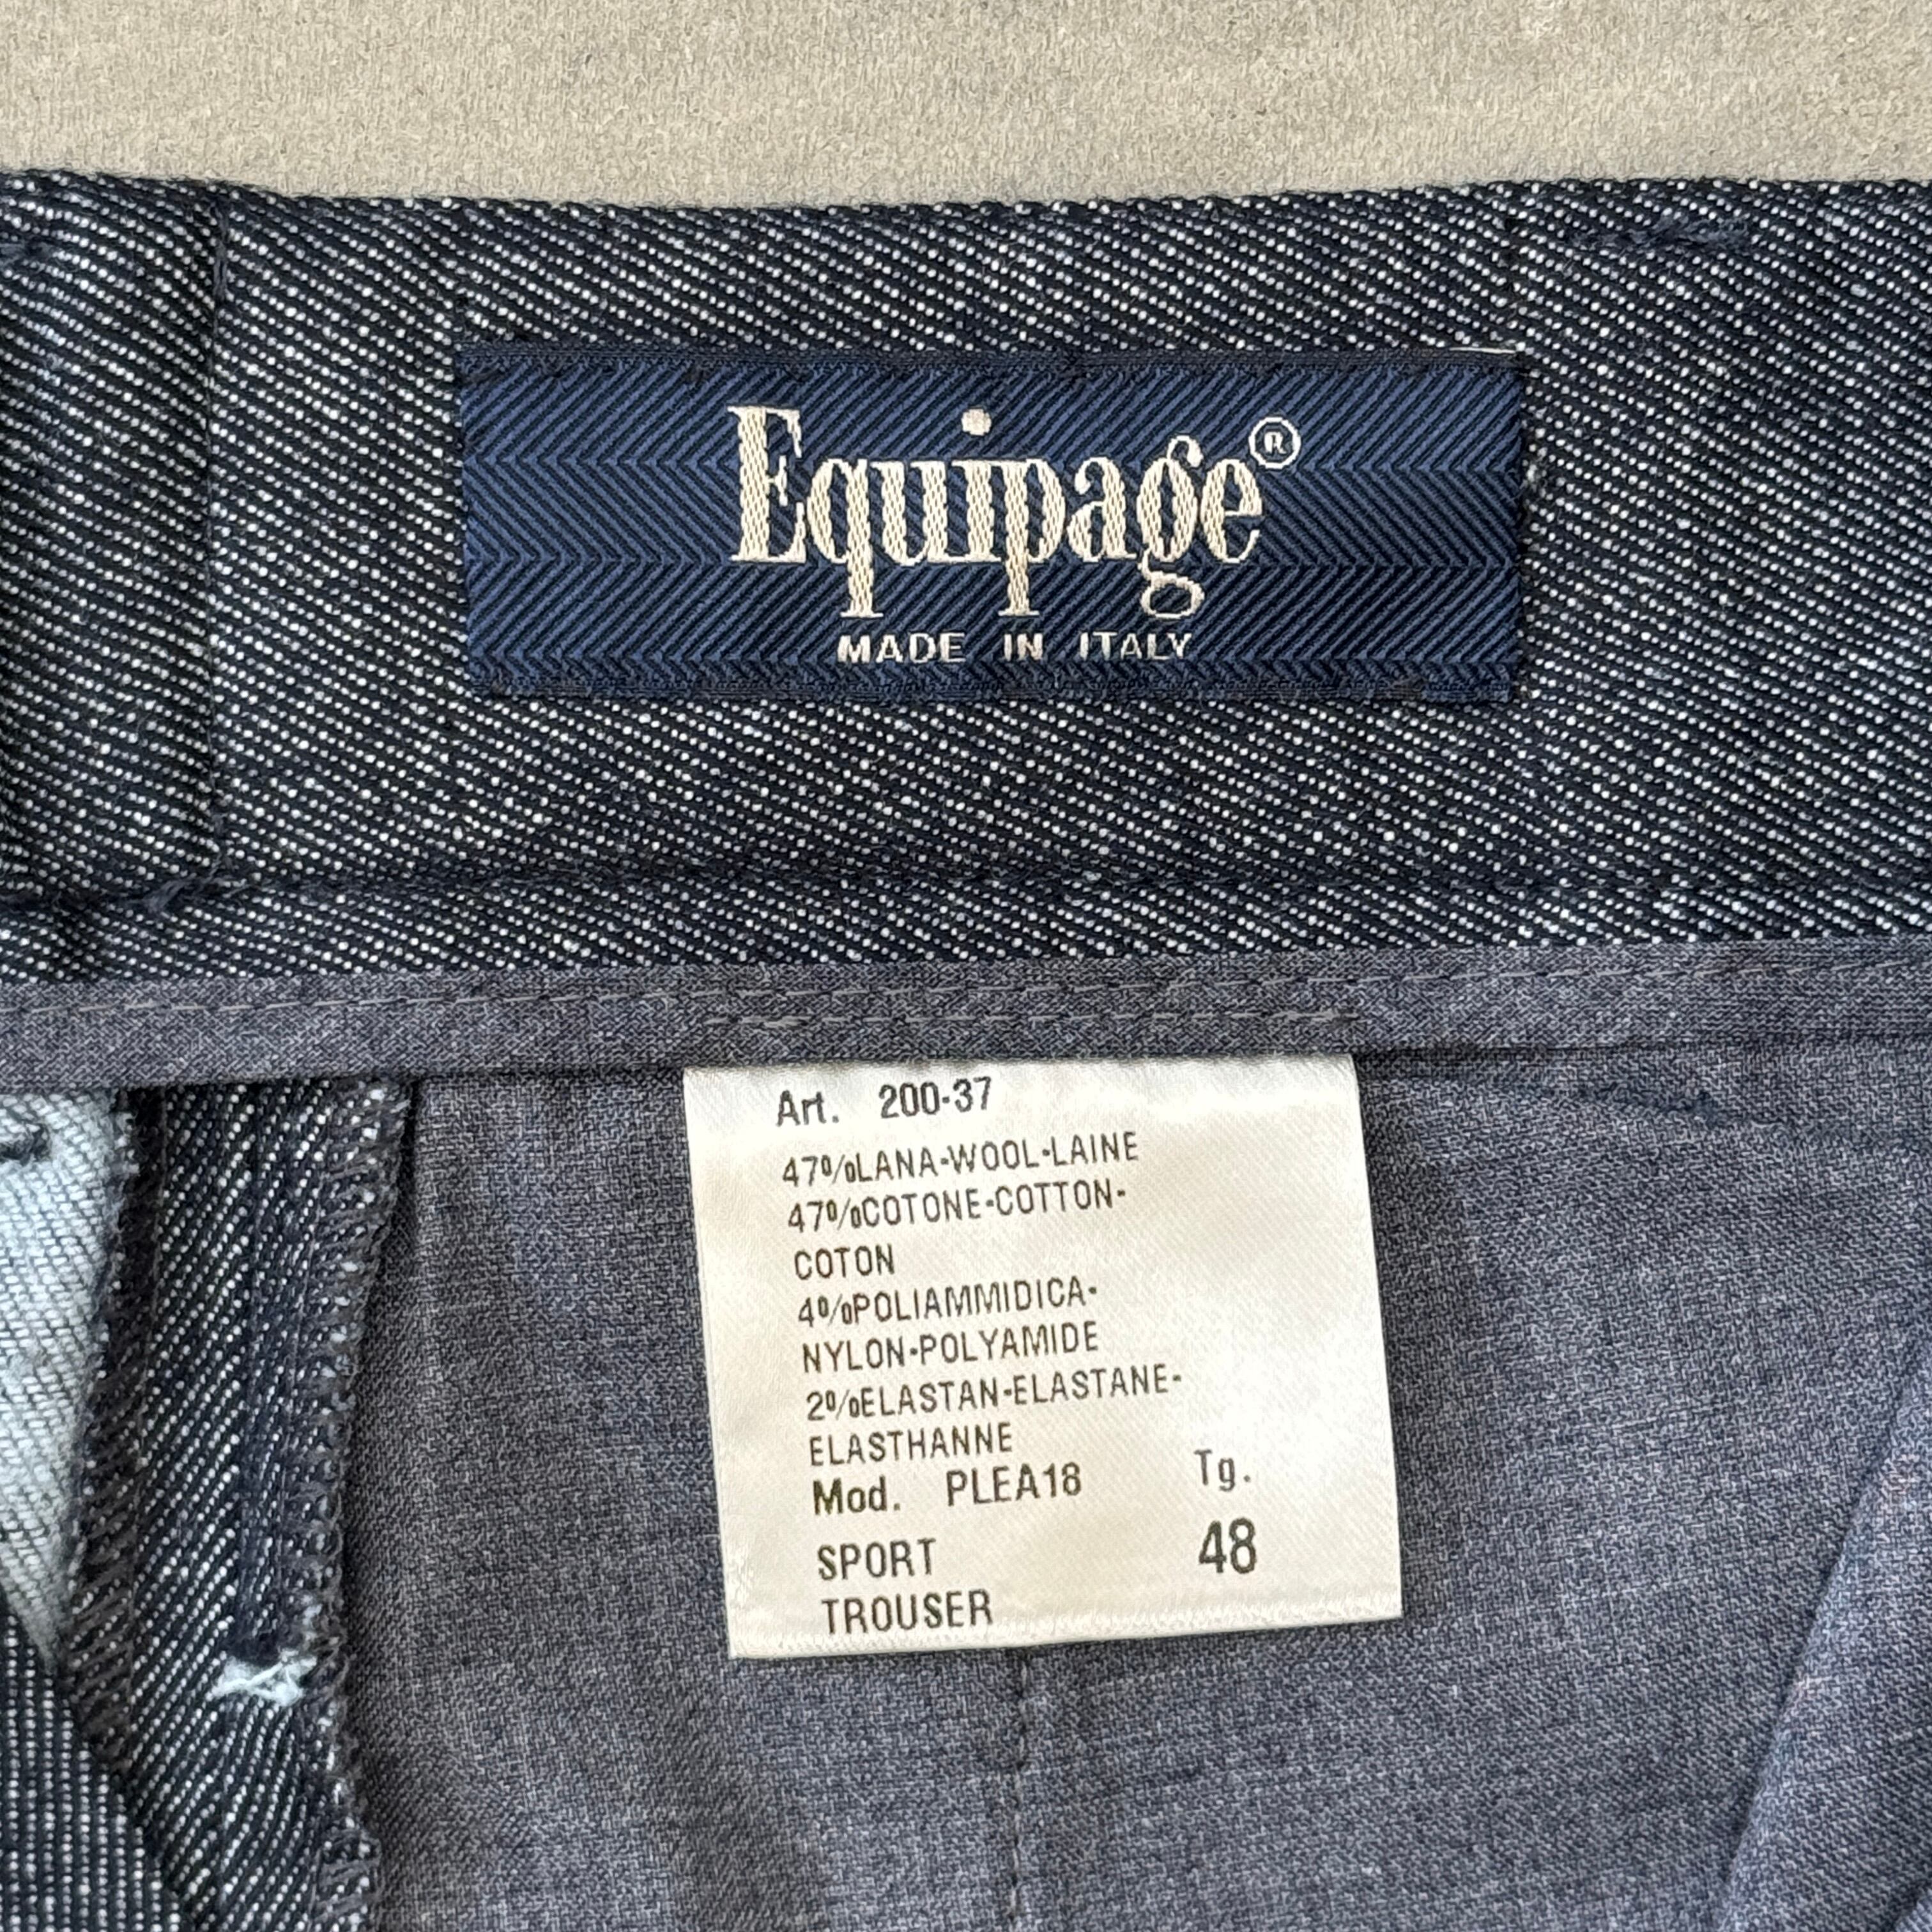 Equipage®
MADE IN ITALY
Art. 200-37
47%LANA-WOOL-LAINE
47%COTONE-COTTON-
COTON
4%POLIAMMIDICA-
NYLON-POLYAMIDE
2%ELASTAN-ELASTANE-
ELASTHANNE
Mod. PLEA18 Tg.
SPORT 48
TROUSER